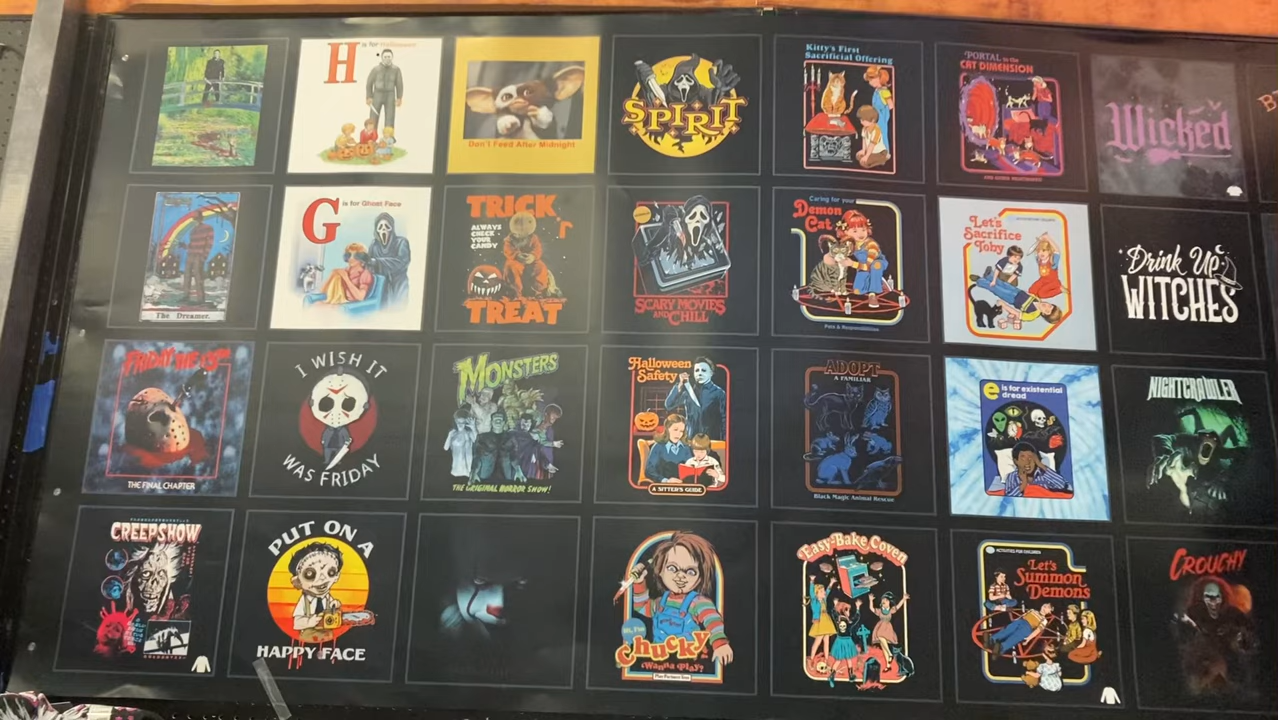 H is for Halloween
Don't Feed After Midnight
SPIRIT
Kitty's First
Sacrificial Offering
PORTAL to the
CAT DIMENSION
Wicked
The Dreamer.
G is for Ghost Face
TRICK
ALWAYS
CHECK
YOUR
CANDY
TREAT
SCARY MOVIES
AND CHILL
Caring for your
Demon
Cat
Pets & Responsibilities
Let's
Sacrifice
Toby
Drink Up
WITCHES
FRIDAY THE 13TH
THE FINAL CHAPTER
I WISH IT
WAS FRIDAY
MONSTERS
THE ORIGINAL HORROR SHOW!
Halloween
Safety
A SITTER'S GUIDE
ADOPT
A FAMILIAR
Black Magic Animal Rescue
e is for existential
dread
NIGHTCRAWLER
CREEPSHOW
PUT ON A
HAPPY FACE
Hi, I'm
Chucky
Wanna Play?
Easy-Bake Coven
ACTIVITIES FOR CHILDREN
Let's
Summon
Demons
CROUCHY